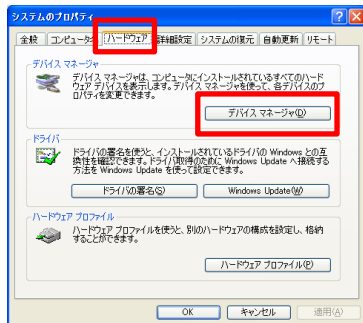 システムのプロパティ
全般 コンピュータ名 ハードウェア 詳細設定 システムの復元 自動更新 リモート
デバイス マネージャ
デバイス マネージャは、コンピュータにインストールされているすべてのハード
ウェア デバイスを表示します。デバイス マネージャを使って、各デバイスのプ
ロパティを変更できます。
デバイス マネージャ(D)
ドライバ
ドライバの署名を使うと、インストールされているドライバの Windows との互
換性を確認できます。ドライバ取得のために Windows Update へ接続する
方法を Windows Update を使って設定できます。
ドライバの署名(S) Windows Update(W)
ハードウェア プロファイル
ハードウェア プロファイルを使うと、別のハードウェアの構成を設定し、格納
することができます。
ハードウェア プロファイル(P)
OK キャンセル 適用(A)